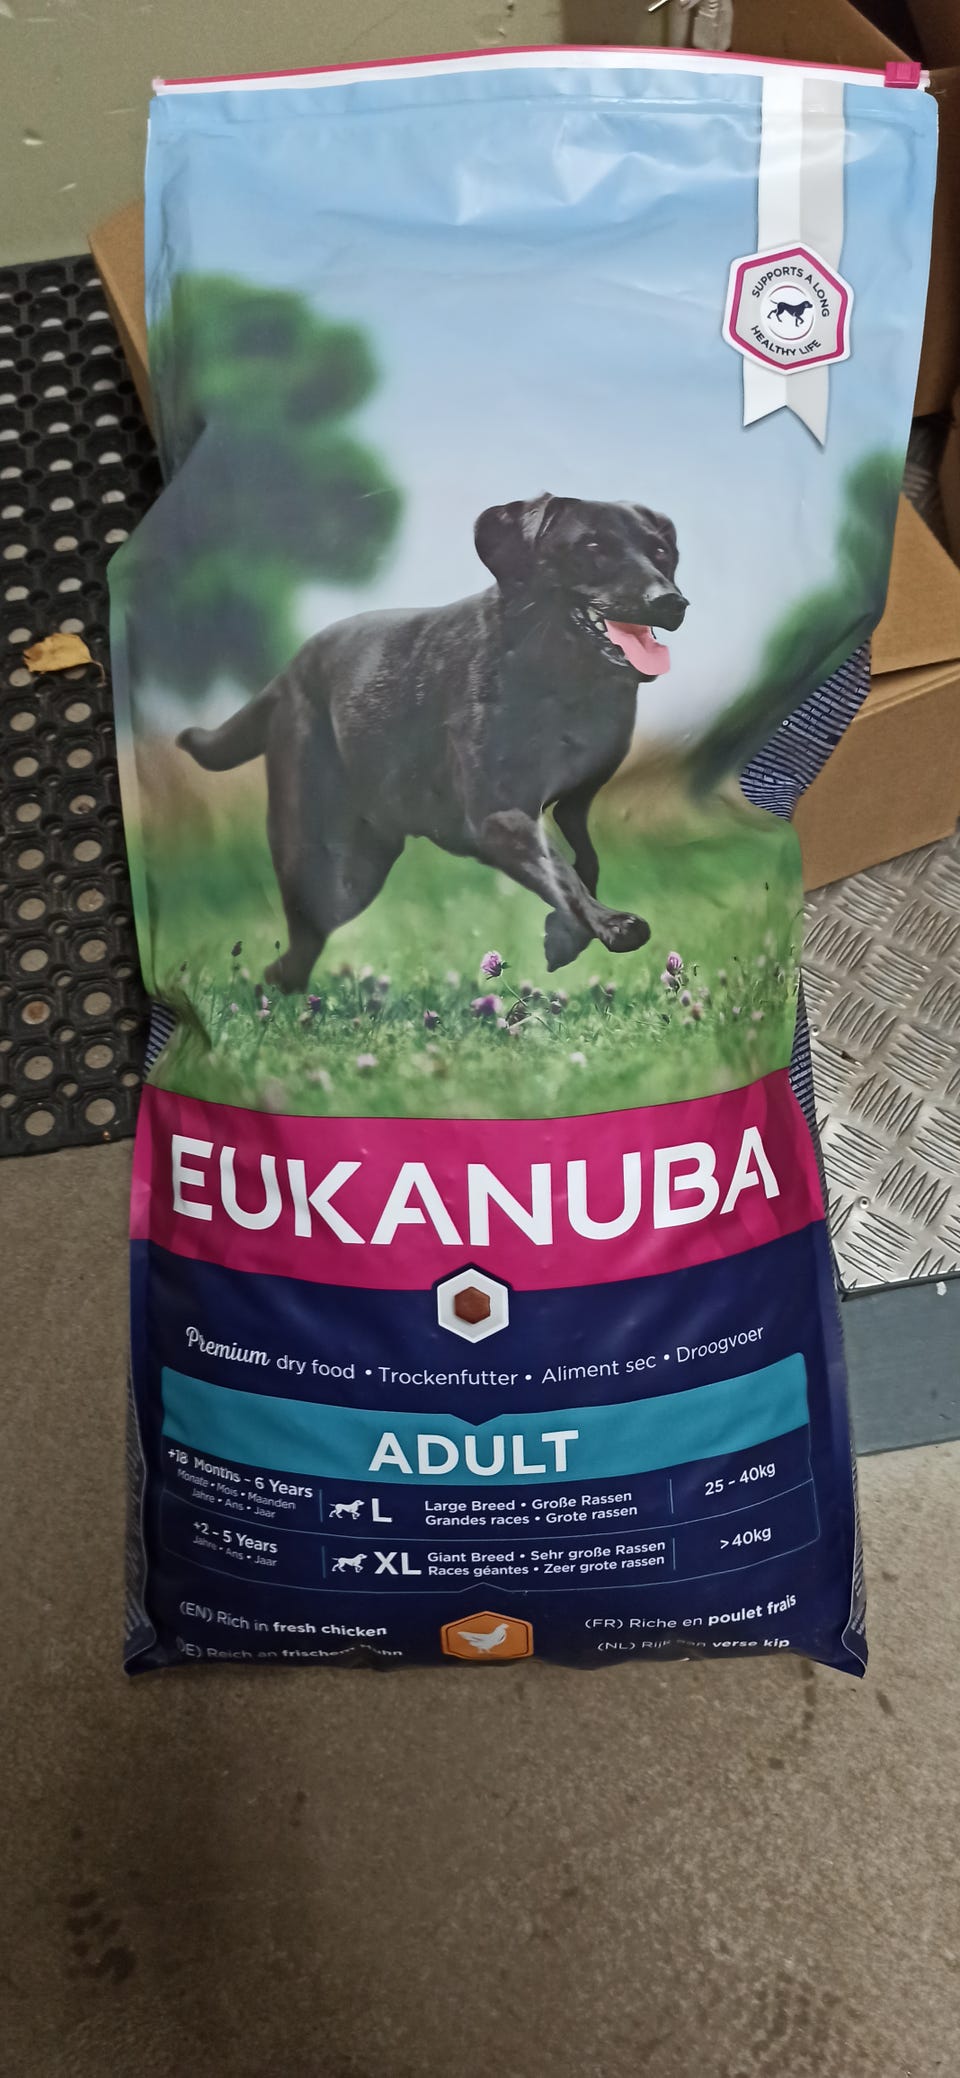 SUPPORTS A LONG
HEALTHY LIFE
EUKANUBA
Premium dry food • Trockenfutter • Aliment sec • Droogvoer
ADULT
+18 Months - 6 Years
Monate • Mois • Maanden
Jahre • Ans • Jaar
L
Large Breed • Große Rassen
Grandes races • Grote rassen
25 - 40kg
+2 - 5 Years
Jahre • Ans • Jaar
XL
Giant Breed • Sehr große Rassen
Races géantes • Zeer grote rassen
>40kg
(EN) Rich in fresh chicken
(FR) Riche en poulet frais
Reich an frischem
(NL) verse kip